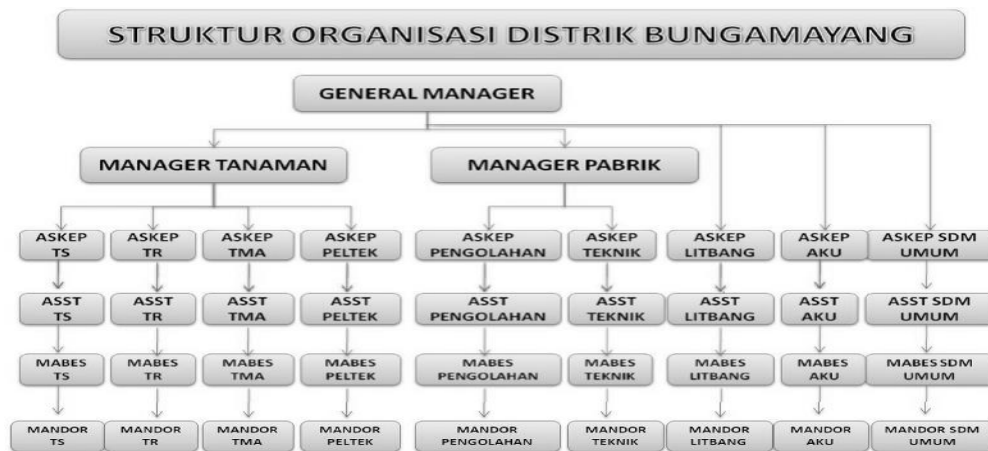 STRUKTUR ORGANISASI DISTRIK BUNGAMAYANG
GENERAL MANAGER
MANAGER TANAMAN
MANAGER PABRIK
ASKEP
TS
ASKEP
TR
ASKEP
TMA
ASKEP
PELTEK
ASKEP
PENGOLAHAN
ASKEP
TEKNIK
ASKEP
LITBANG
ASKEP
AKU
ASKEP SDM
UMUM
ASST
TS
ASST
TR
ASST
TMA
ASST
PELTEK
ASST
PENGOLAHAN
ASST
TEKNIK
ASST
LITBANG
ASST
AKU
ASST SDM
UMUM
MABES
TS
MABES
TR
MABES
TMA
MABES
PELTEK
MABES
PENGOLAHAN
MABES
TEKNIK
MABES
LITBANG
MABES
AKU
MABES SDM
UMUM
MANDOR
TS
MANDOR
TR
MANDOR
TMA
MANDOR
PELTEK
MANDOR
PENGOLAHAN
MANDOR
TEKNIK
MANDOR
LITBANG
MANDOR
AKU
MANDOR SDM
UMUM